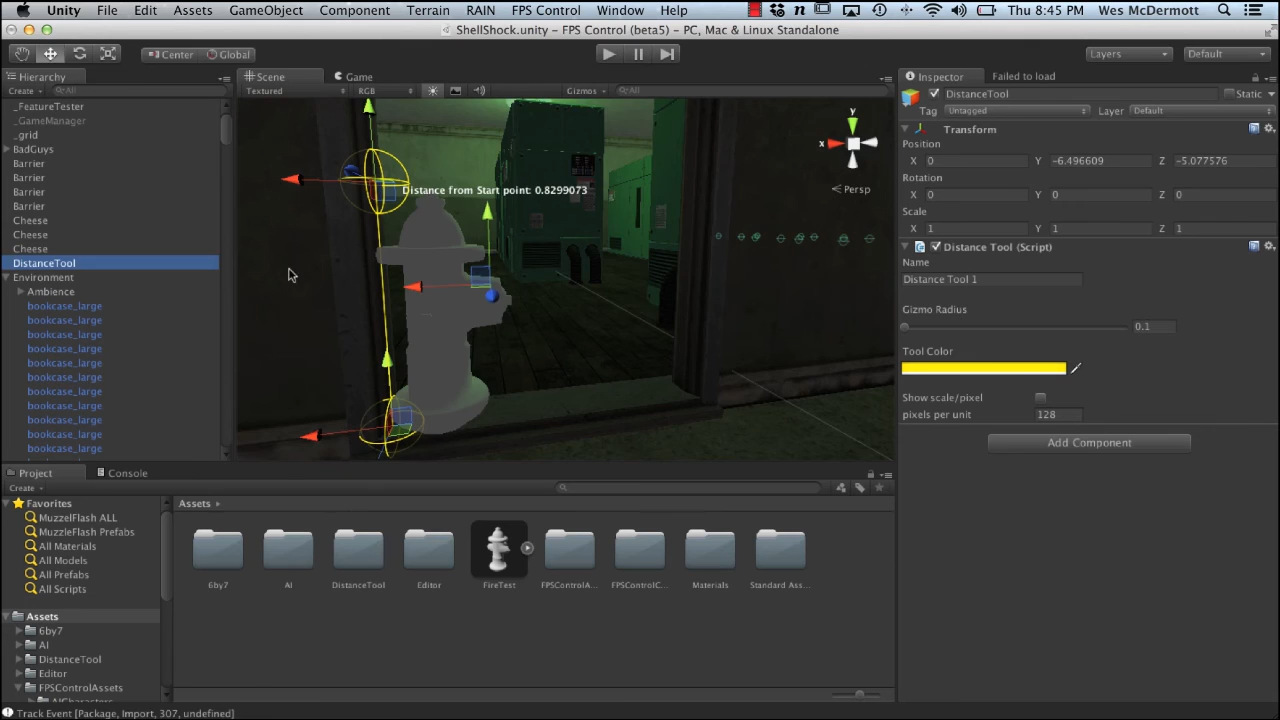 Unity File Edit Assets GameObject Component Terrain RAIN FPS Control Window Help Thu 8:45 PM Wes McDermott
ShellShock.unity – FPS Control (beta5) – PC, Mac & Linux Standalone
Center Global Layers Default
Hierarchy
Create All
_FeatureTester
_GameManager
_grid
BadGuys
Barrier
Barrier
Barrier
Barrier
Cheese
Cheese
Cheese
DistanceTool
Environment
Ambience
bookcase_large
bookcase_large
bookcase_large
bookcase_large
bookcase_large
bookcase_large
bookcase_large
bookcase_large
bookcase_large
bookcase_large
bookcase_large
Scene Game
Textured RGB Gizmos All
Distance from Start point: 0.8299073
y
x
Persp
Inspector Failed to load
DistanceTool Static
Tag Untagged Layer Default
Transform
Position
X 0 Y -6.496609 Z -5.077576
Rotation
X 0 Y 0 Z 0
Scale
X 1 Y 1 Z 1
Distance Tool (Script)
Name
Distance Tool 1
Gizmo Radius
0.1
Tool Color
Show scale/pixel
pixels per unit 128
Add Component
Project Console
Create
Favorites
MuzzelFlash ALL
MuzzleFlash Prefabs
All Materials
All Models
All Prefabs
All Scripts
Assets
6by7
AI
DistanceTool
Editor
FPSControlAssets
AICharacters
Assets
6by7 AI DistanceTool Editor FireTest FPSControlA... FPSControlC... Materials Standard Ass...
Track Event [Package, Import, 307, undefined]